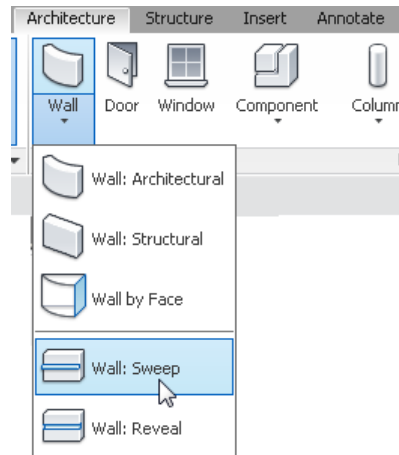 Architecture Structure Insert Annotate
Wall Door Window Component Column
Wall: Architectural
Wall: Structural
Wall by Face
Wall: Sweep
Wall: Reveal